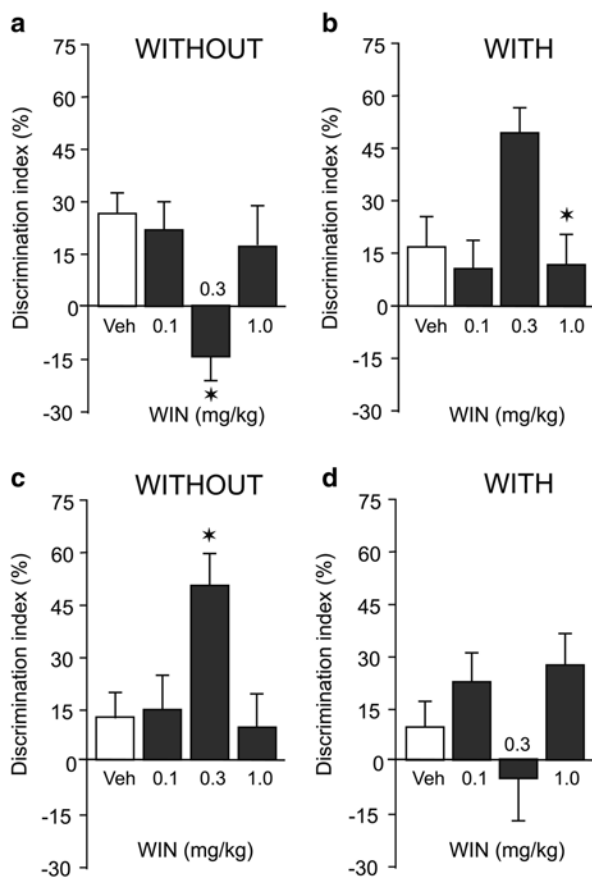 a
WITHOUT
Discrimination index (%)
75
60
45
30
15
0
-15
-30
Veh
0.1
0.3
1.0
WIN (mg/kg)
b
WITH
Discrimination index (%)
75
60
45
30
15
0
-15
-30
Veh
0.1
0.3
1.0
WIN (mg/kg)
c
WITHOUT
Discrimination index (%)
75
60
45
30
15
0
-15
-30
Veh
0.1
0.3
1.0
WIN (mg/kg)
d
WITH
Discrimination index (%)
75
60
45
30
15
0
-15
-30
Veh
0.1
0.3
1.0
WIN (mg/kg)